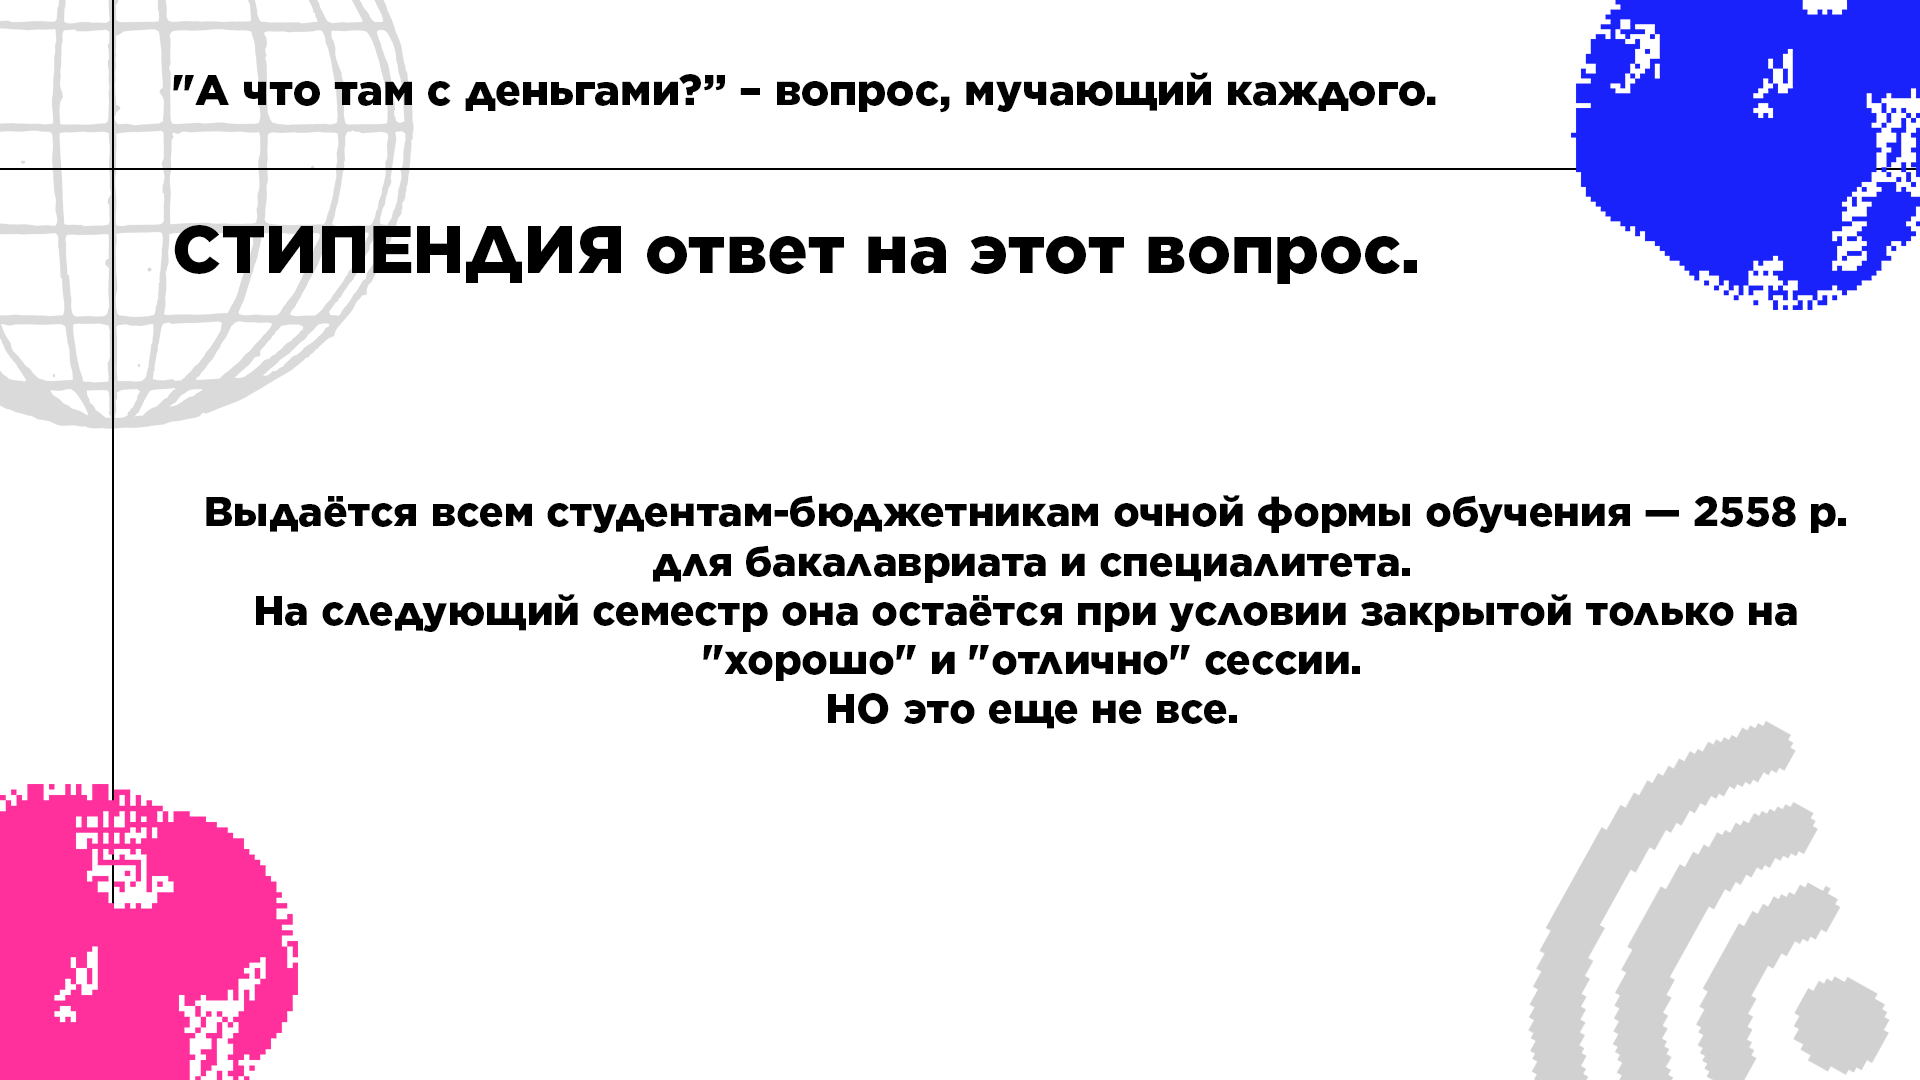 "А что там с деньгами?” – вопрос, мучающий каждого.
СТИПЕНДИЯ ответ на этот вопрос.
Выдаётся всем студентам-бюджетникам очной формы обучения — 2558 р.
для бакалавриата и специалитета.
На следующий семестр она остаётся при условии закрытой только на
"хорошо" и "отлично" сессии.
НО это еще не все.